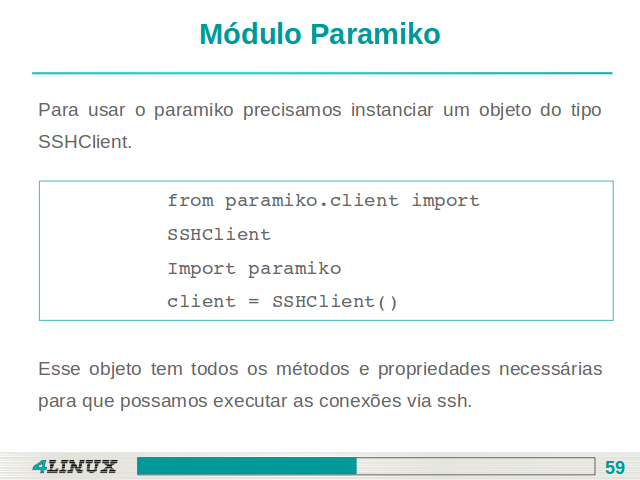 Módulo Paramiko
Para usar o paramiko precisamos instanciar um objeto do tipo
SSHClient.
from paramiko.client import
SSHClient
Import paramiko
client = SSHClient()
Esse objeto tem todos os métodos e propriedades necessárias
para que possamos executar as conexões via ssh.
4LINUX
59